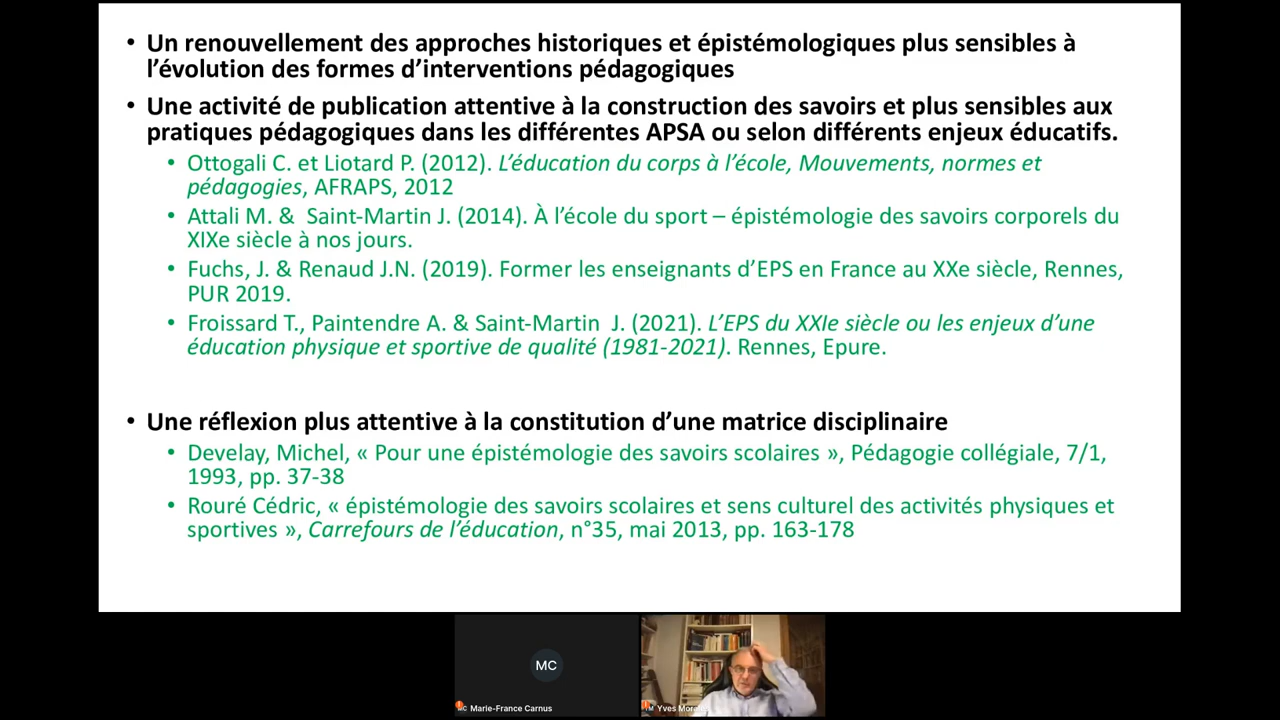 • Un renouvellement des approches historiques et épistémologiques plus sensibles à
l'évolution des formes d'interventions pédagogiques
• Une activité de publication attentive à la construction des savoirs et plus sensibles aux
pratiques pédagogiques dans les différentes APSA ou selon différents enjeux éducatifs.
• Ottogali C. et Liotard P. (2012). L'éducation du corps à l'école, Mouvements, normes et
pédagogies, AFRAPS, 2012
• Attali M. & Saint-Martin J. (2014). À l'école du sport – épistémologie des savoirs corporels du
XIXe siècle à nos jours.
• Fuchs, J. & Renaud J.N. (2019). Former les enseignants d'EPS en France au XXe siècle, Rennes,
PUR 2019.
• Froissard T., Paintendre A. & Saint-Martin J. (2021). L'EPS du XXIe siècle ou les enjeux d'une
éducation physique et sportive de qualité (1981-2021). Rennes, Epure.
• Une réflexion plus attentive à la constitution d'une matrice disciplinaire
• Develay, Michel, « Pour une épistémologie des savoirs scolaires », Pédagogie collégiale, 7/1,
1993, pp. 37-38
• Rouré Cédric, « épistémologie des savoirs scolaires et sens culturel des activités physiques et
sportives », Carrefours de l'éducation, n°35, mai 2013, pp. 163-178
MC
Marie-France Carnus
Yves